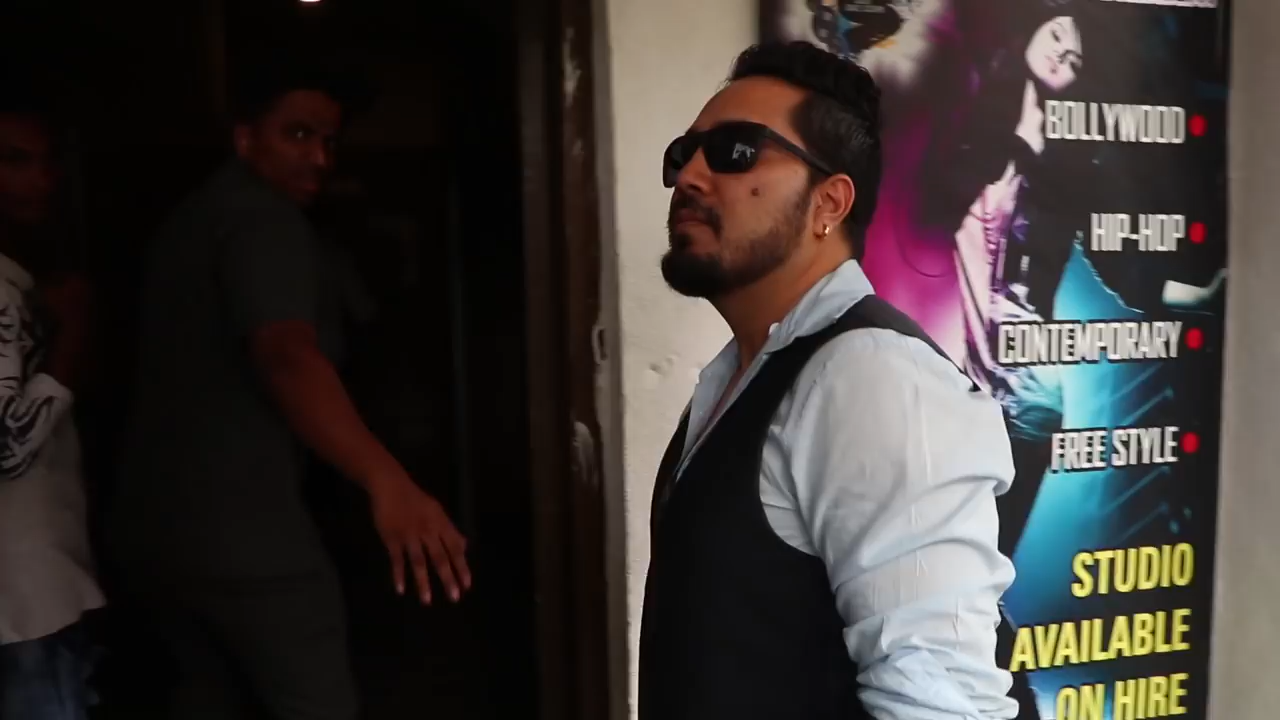 BOLLYWOOD
HIP-HOP
CONTEMPORARY
FREE STYLE
STUDIO
AVAILABLE
ON HIRE